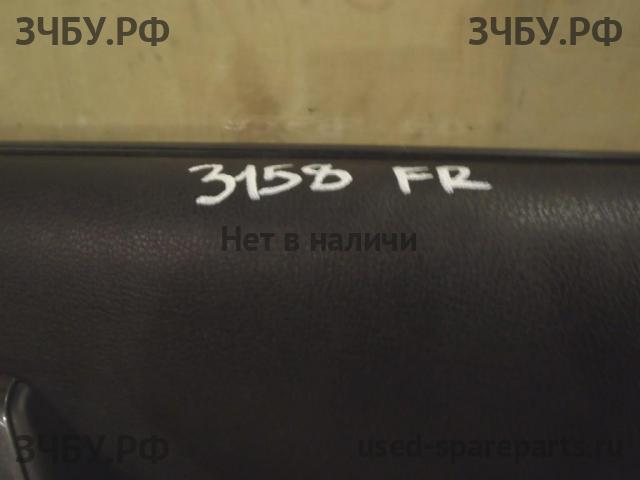 ЗЧБУ.РФ ЗЧБУ.РФ
3158 FR
Нет в наличи
ЗЧБУ.РФ used-spareparts.ru